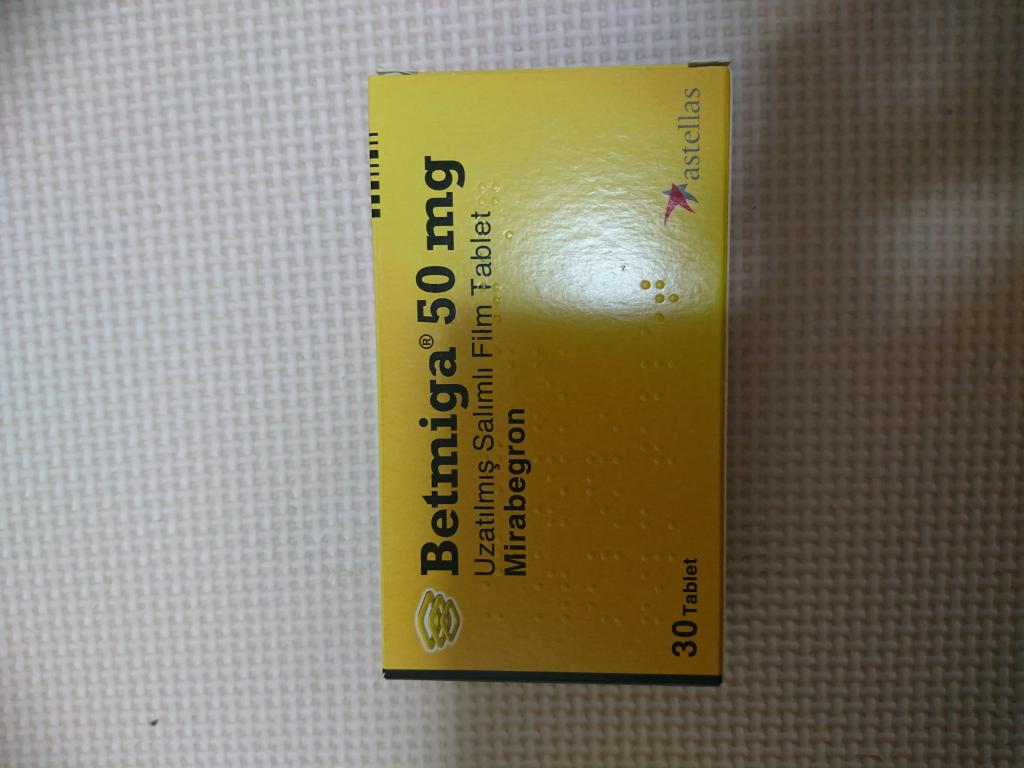 Betmiga® 50 mg
Uzatılmış Salımlı Film Tablet
Mirabegron
30 Tablet
astellas